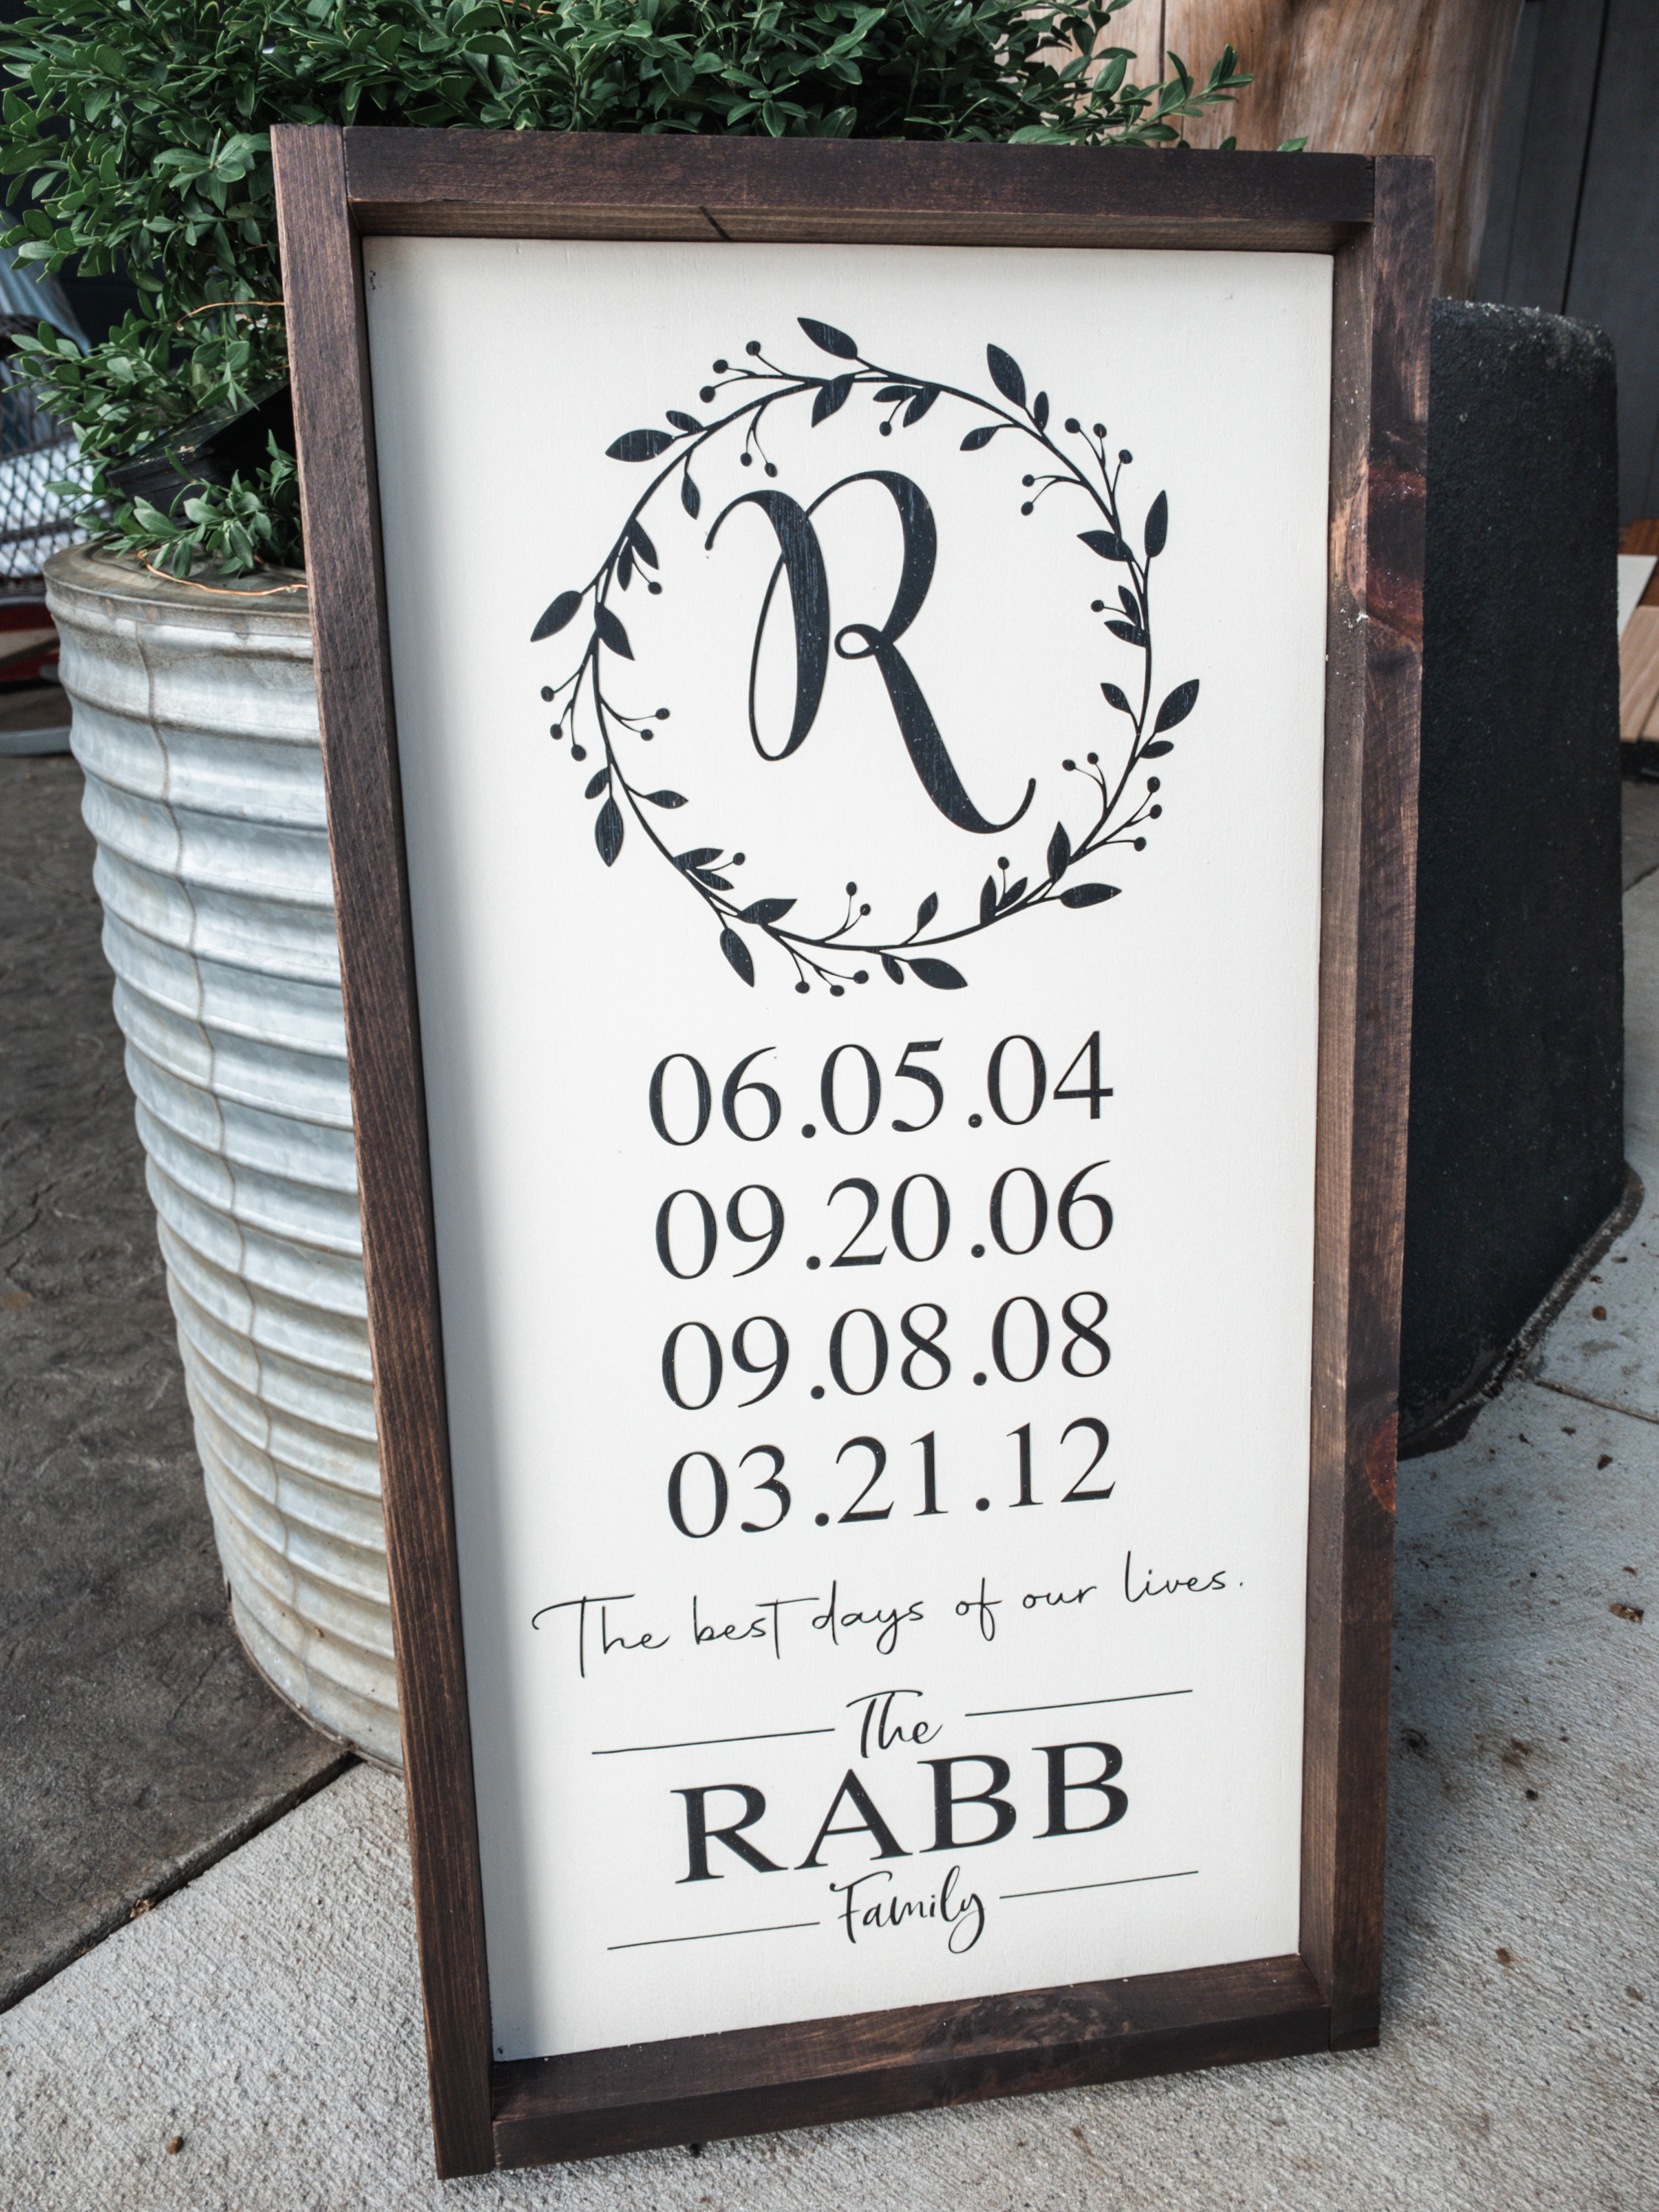 R
06.05.04
09.20.06
09.08.08
03.21.12
The best days of our lives.
The
RABB
Family